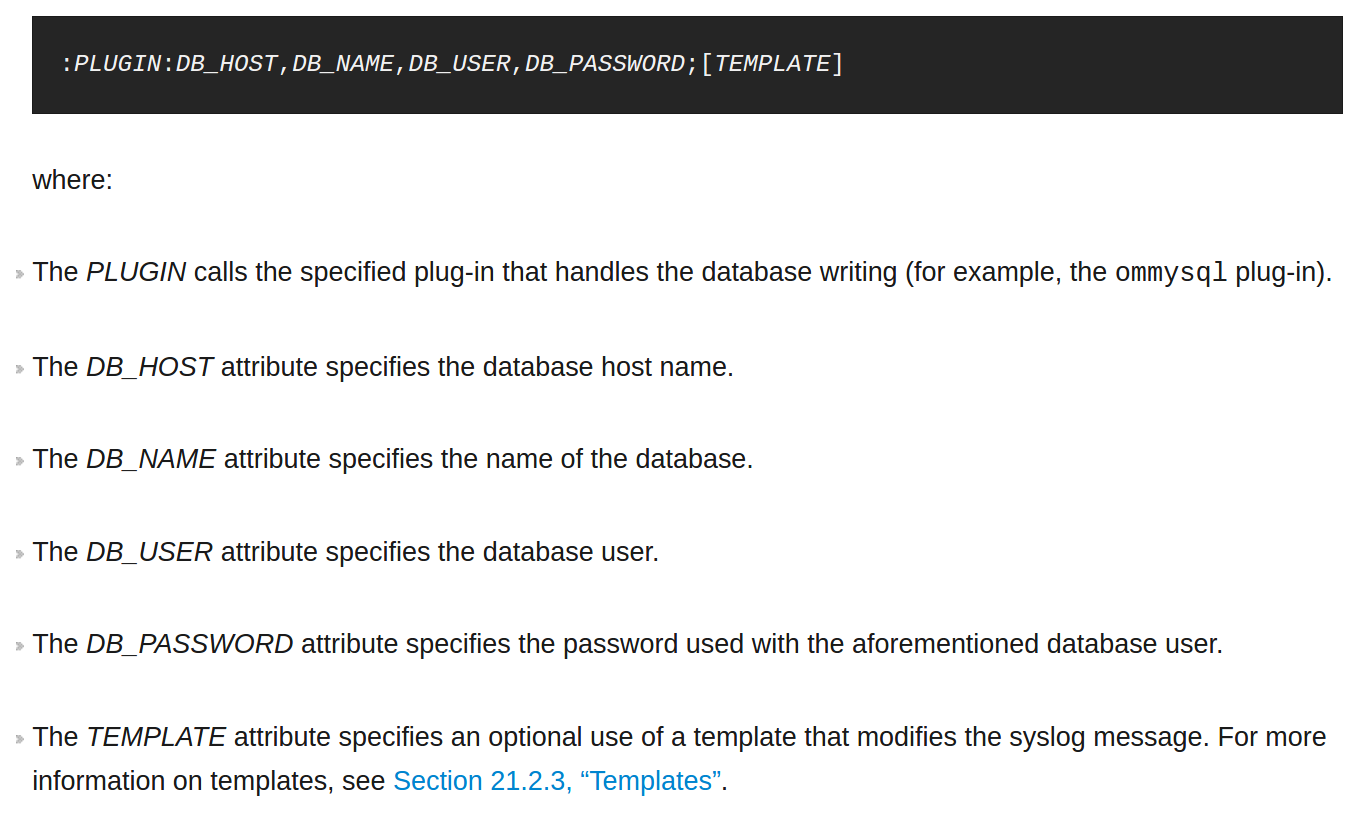 :PLUGIN:DB_HOST,DB_NAME,DB_USER,DB_PASSWORD;[TEMPLATE]
where:
The PLUGIN calls the specified plug-in that handles the database writing (for example, the ommysql plug-in).
The DB_HOST attribute specifies the database host name.
The DB_NAME attribute specifies the name of the database.
The DB_USER attribute specifies the database user.
The DB_PASSWORD attribute specifies the password used with the aforementioned database user.
The TEMPLATE attribute specifies an optional use of a template that modifies the syslog message. For more
information on templates, see Section 21.2.3, “Templates”.